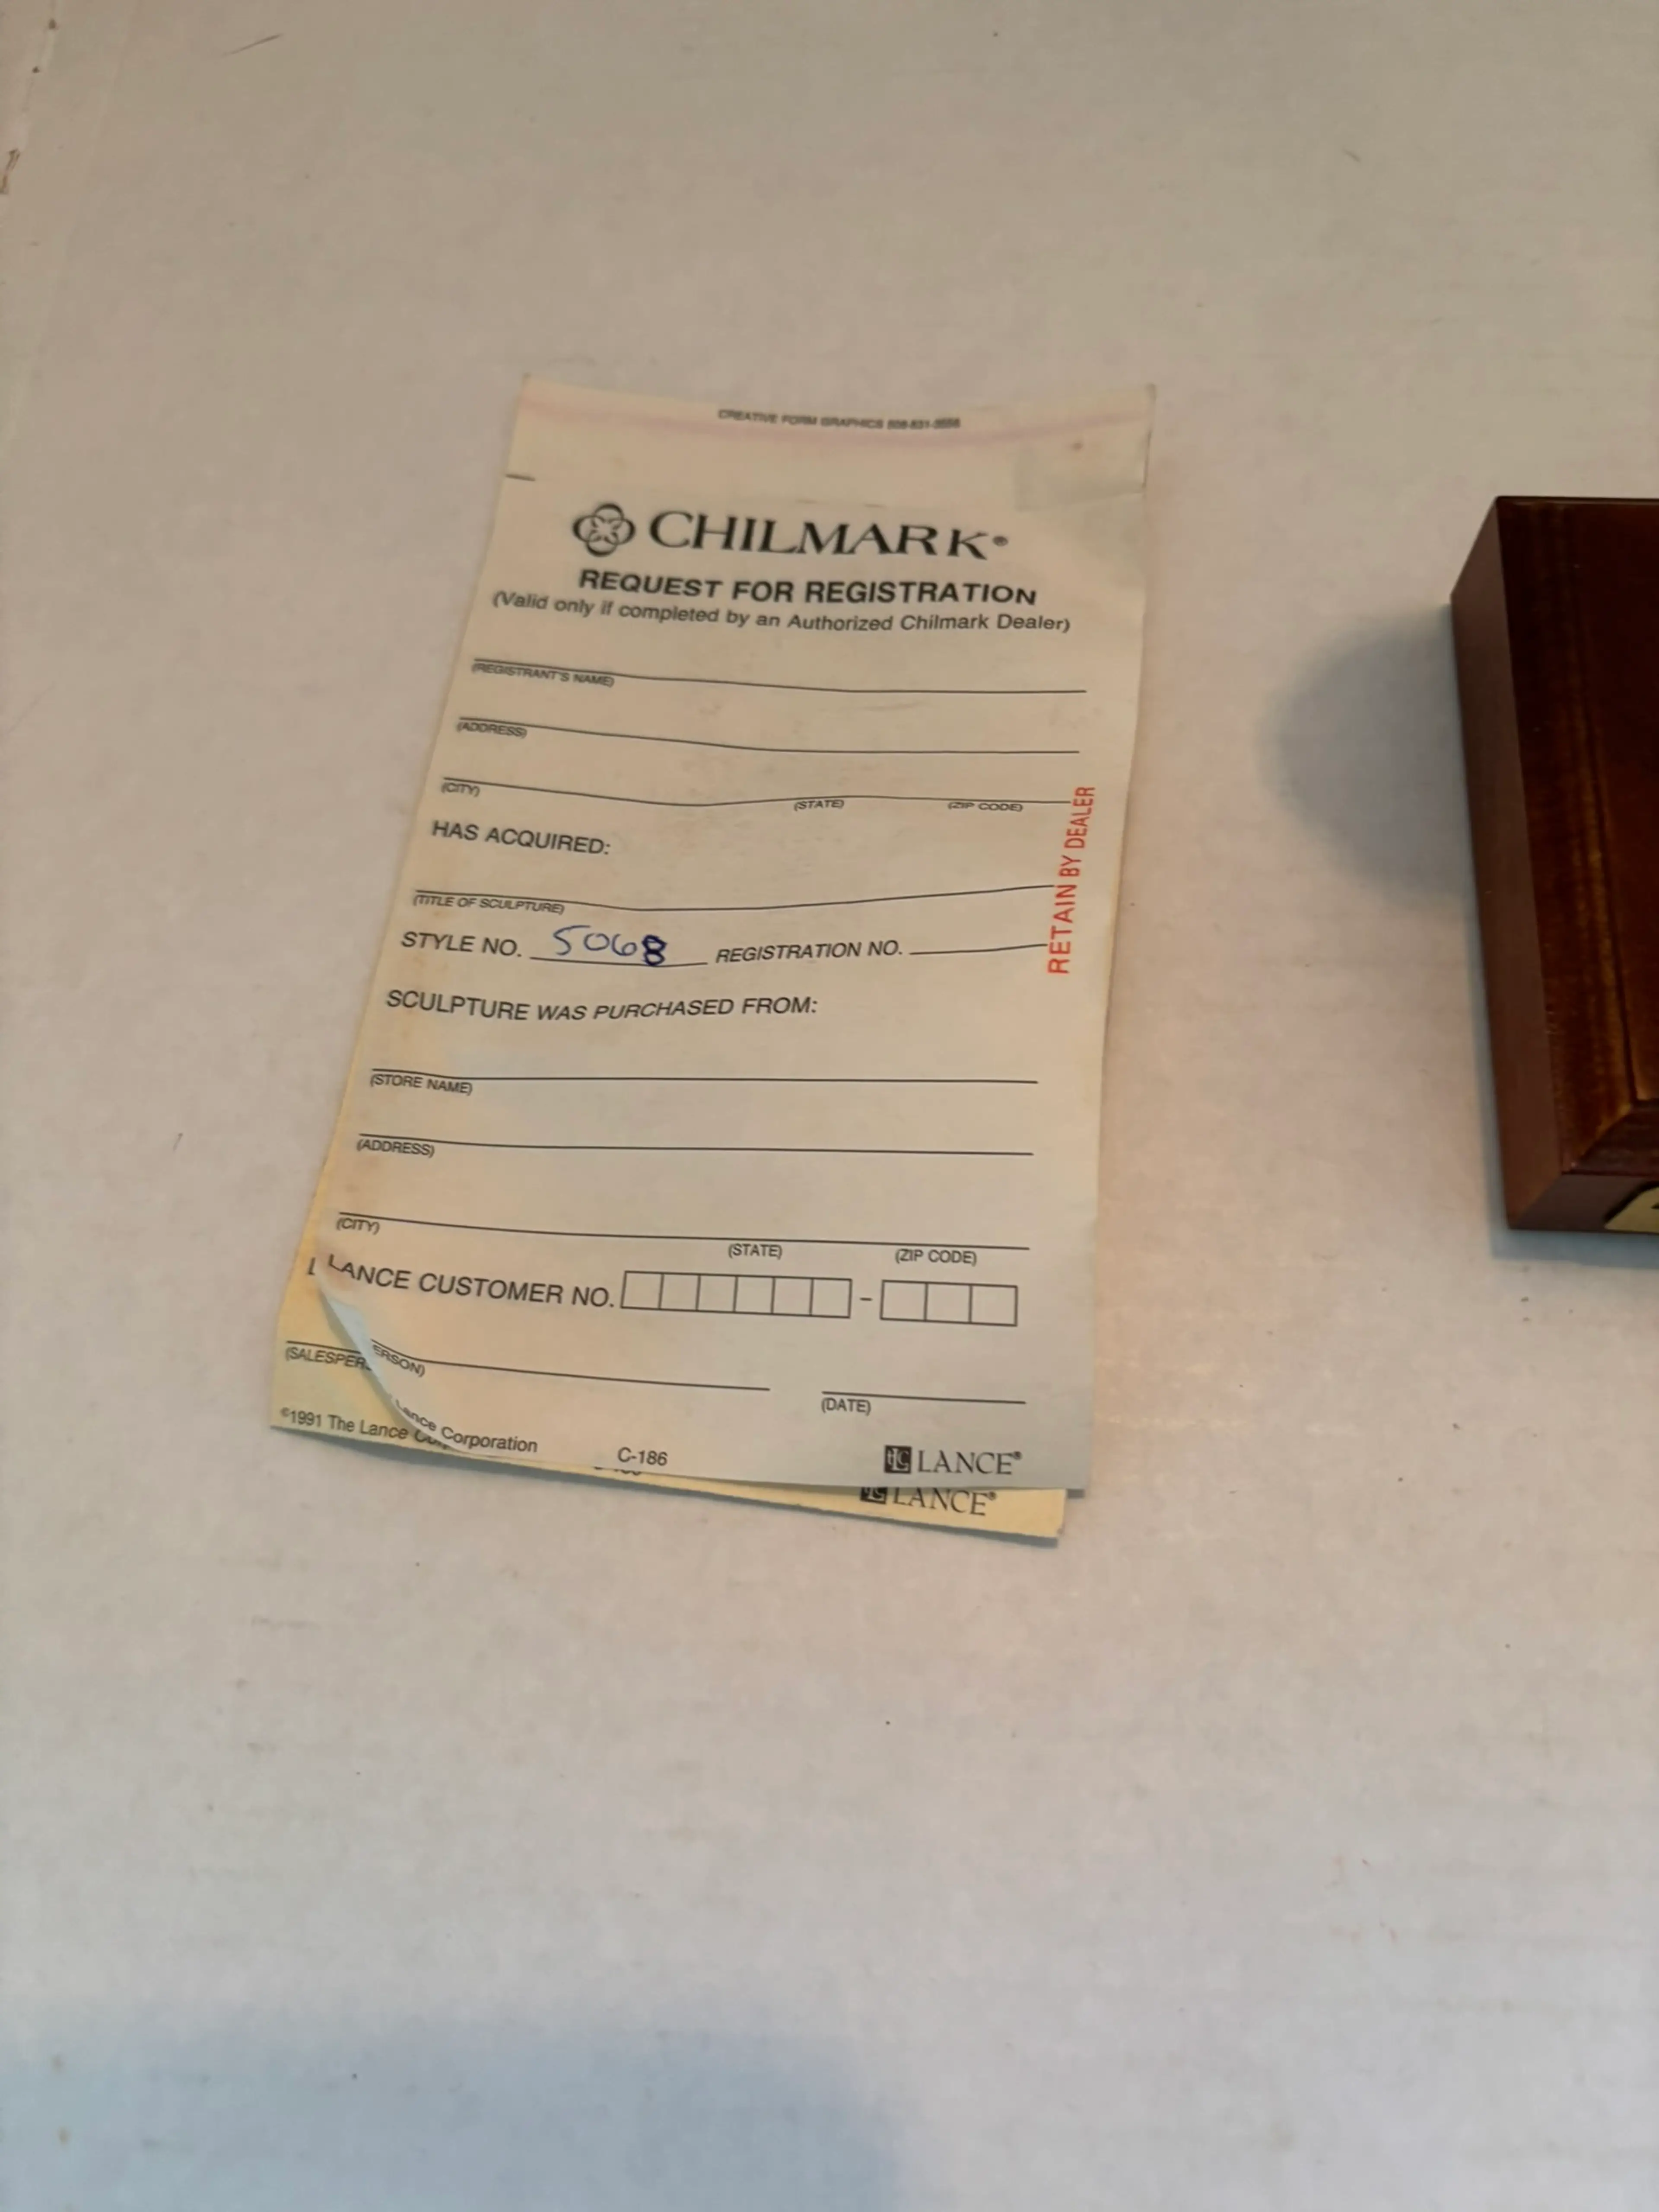 CREATIVE FORM GRAPHICS
CHILMARK®
REQUEST FOR REGISTRATION
(Valid only if completed by an Authorized Chilmark Dealer)
(REGISTRANT'S NAME)
(ADDRESS)
(CITY) (STATE) (ZIP CODE)
HAS ACQUIRED:
(TITLE OF SCULPTURE)
STYLE NO. 5068 REGISTRATION NO.
RETAIN BY DEALER
SCULPTURE WAS PURCHASED FROM:
(STORE NAME)
(ADDRESS)
(CITY) (STATE) (ZIP CODE)
LANCE CUSTOMER NO. -
(SALESPER ERSON) (DATE)
©1991 The Lance Corporation C-186 LANCE®
LANCE®